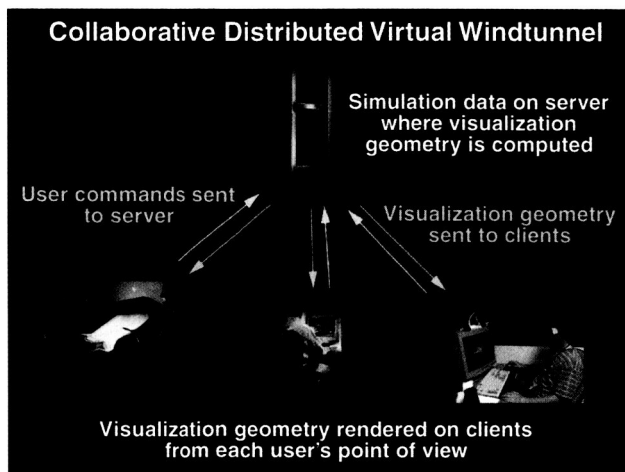 Collaborative Distributed Virtual Windtunnel
Simulation data on server
where visualization
geometry is computed
User commands sent
to server
Visualization geometry
sent to clients
Visualization geometry rendered on clients
from each user's point of view